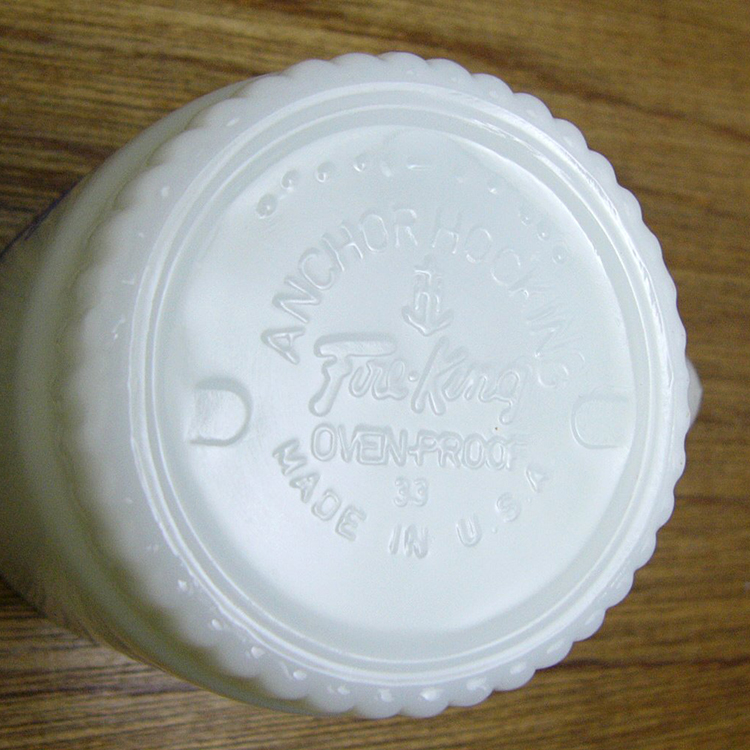 ANCHOR HOCKING
Fire-King
OVEN-PROOF
33
MADE IN U.S.A